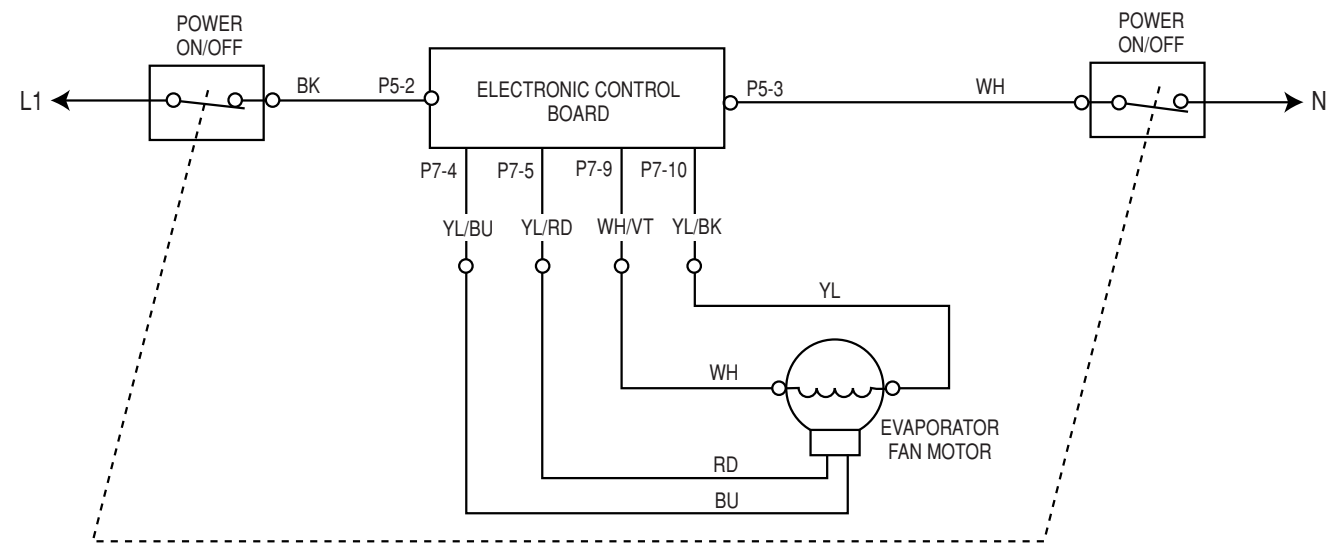 POWER
ON/OFF
POWER
ON/OFF
L1
BK
P5-2
ELECTRONIC CONTROL
BOARD
P5-3
WH
N
P7-4
P7-5
P7-9
P7-10
YL/BU
YL/RD
WH/VT
YL/BK
YL
WH
EVAPORATOR
FAN MOTOR
RD
BU